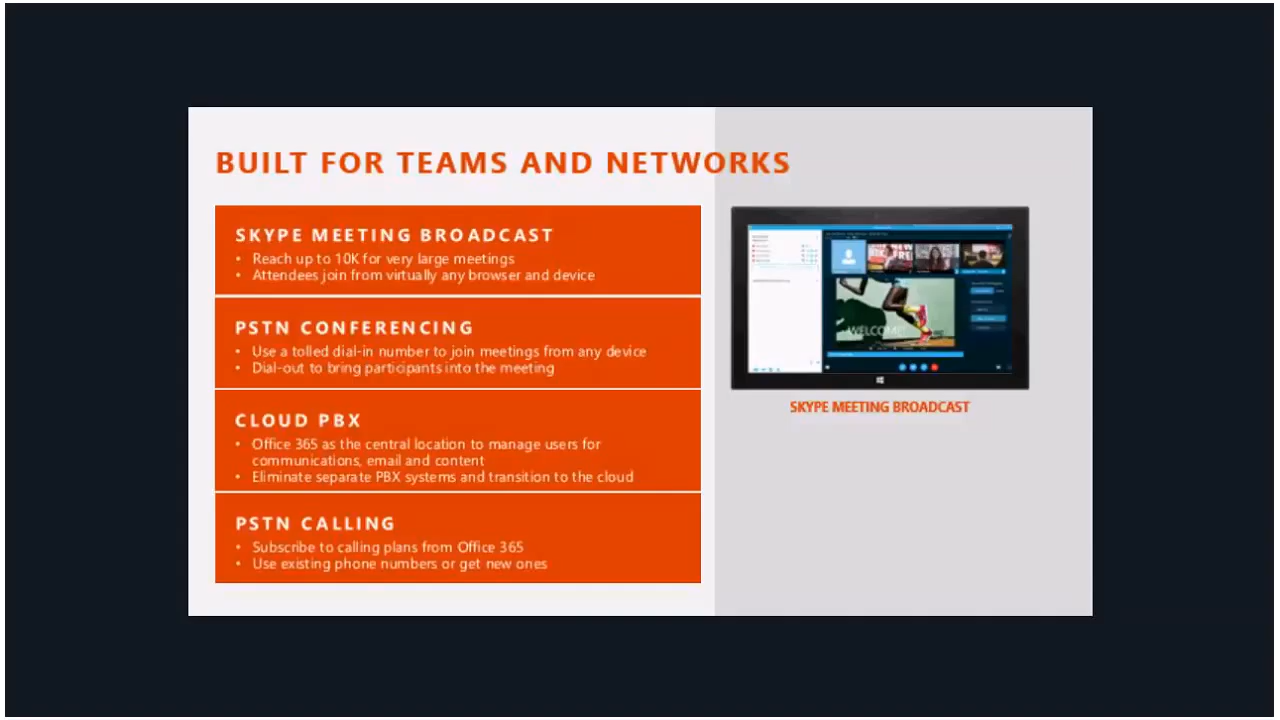 BUILT FOR TEAMS AND NETWORKS
SKYPE MEETING BROADCAST
• Reach up to 10K for very large meetings
• Attendees join from virtually any browser and device
PSTN CONFERENCING
• Use a tolled dial-in number to join meetings from any device
• Dial-out to bring participants into the meeting
CLOUD PBX
• Office 365 as the central location to manage users for
communications, email and content
• Eliminate separate PBX systems and transition to the cloud
PSTN CALLING
• Subscribe to calling plans from Office 365
• Use existing phone numbers or get new ones
WELCOME
SKYPE MEETING BROADCAST